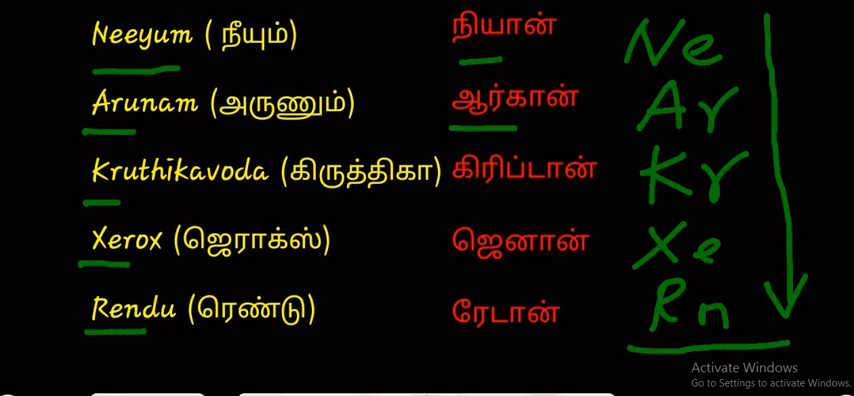 Neeyum ( நீயும்) நியான் Ne
Arunam (அருணும்) ஆர்கான் Ar
Kruthikavoda (கிருத்திகா) கிரிப்டான் Kr
Xerox (ஜெராக்ஸ்) ஜெனான் Xe
Rendu (ரெண்டு) ரேடான் Rn
Activate Windows
Go to Settings to activate Windows.